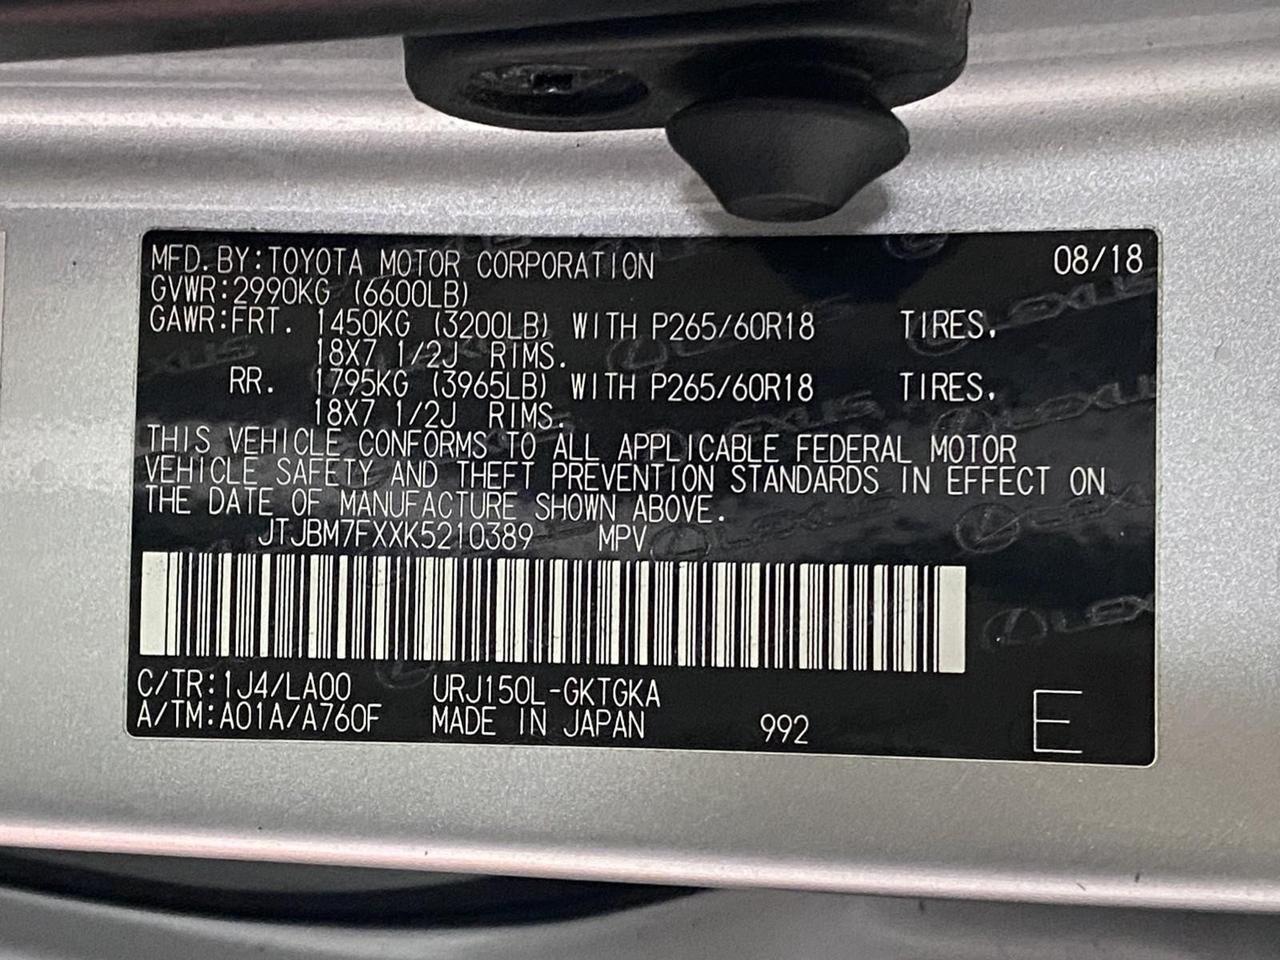 MFD.BY:TOYOTA MOTOR CORPORATION 08/18
GVWR:2990KG (6600LB)
GAWR:FRT. 1450KG (3200LB) WITH P265/60R18 TIRES,
18X7 1/2J RIMS.
RR. 1795KG (3965LB) WITH P265/60R18 TIRES,
18X7 1/2J RIMS.
THIS VEHICLE CONFORMS TO ALL APPLICABLE FEDERAL MOTOR
VEHICLE SAFETY AND THEFT PREVENTION STANDARDS IN EFFECT ON
THE DATE OF MANUFACTURE SHOWN ABOVE.
JTJBM7FXXK5210389 MPV
C/TR:1J4/LA00 URJ150L-GKTGKA
A/TM:A01A/A760F MADE IN JAPAN 992 E
LEXUS